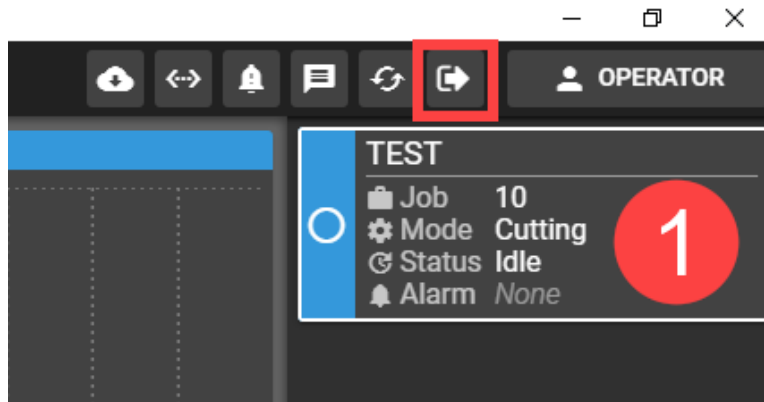 OPERATOR
TEST
Job 10
Mode Cutting
Status Idle
Alarm None
1